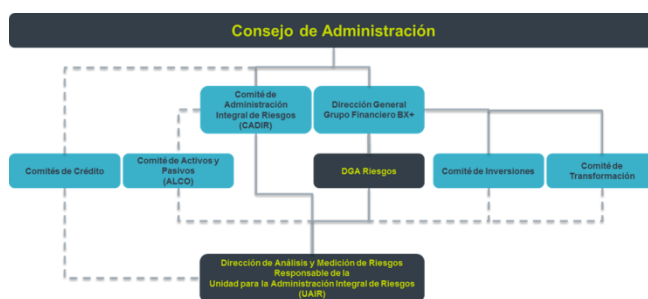 Consejo de Administración
Comité de
Administración
Integral de Riesgos
(CADIR)
Dirección General
Grupo Financiero BX+
Comités de Crédito
Comité de Activos y
Pasivos
(ALCO)
DGA Riesgos
Comité de Inversiones
Comité de
Transformación
Dirección de Análisis y Medición de Riesgos
Responsable de la
Unidad para la Administración Integral de Riesgos
(UAIR)